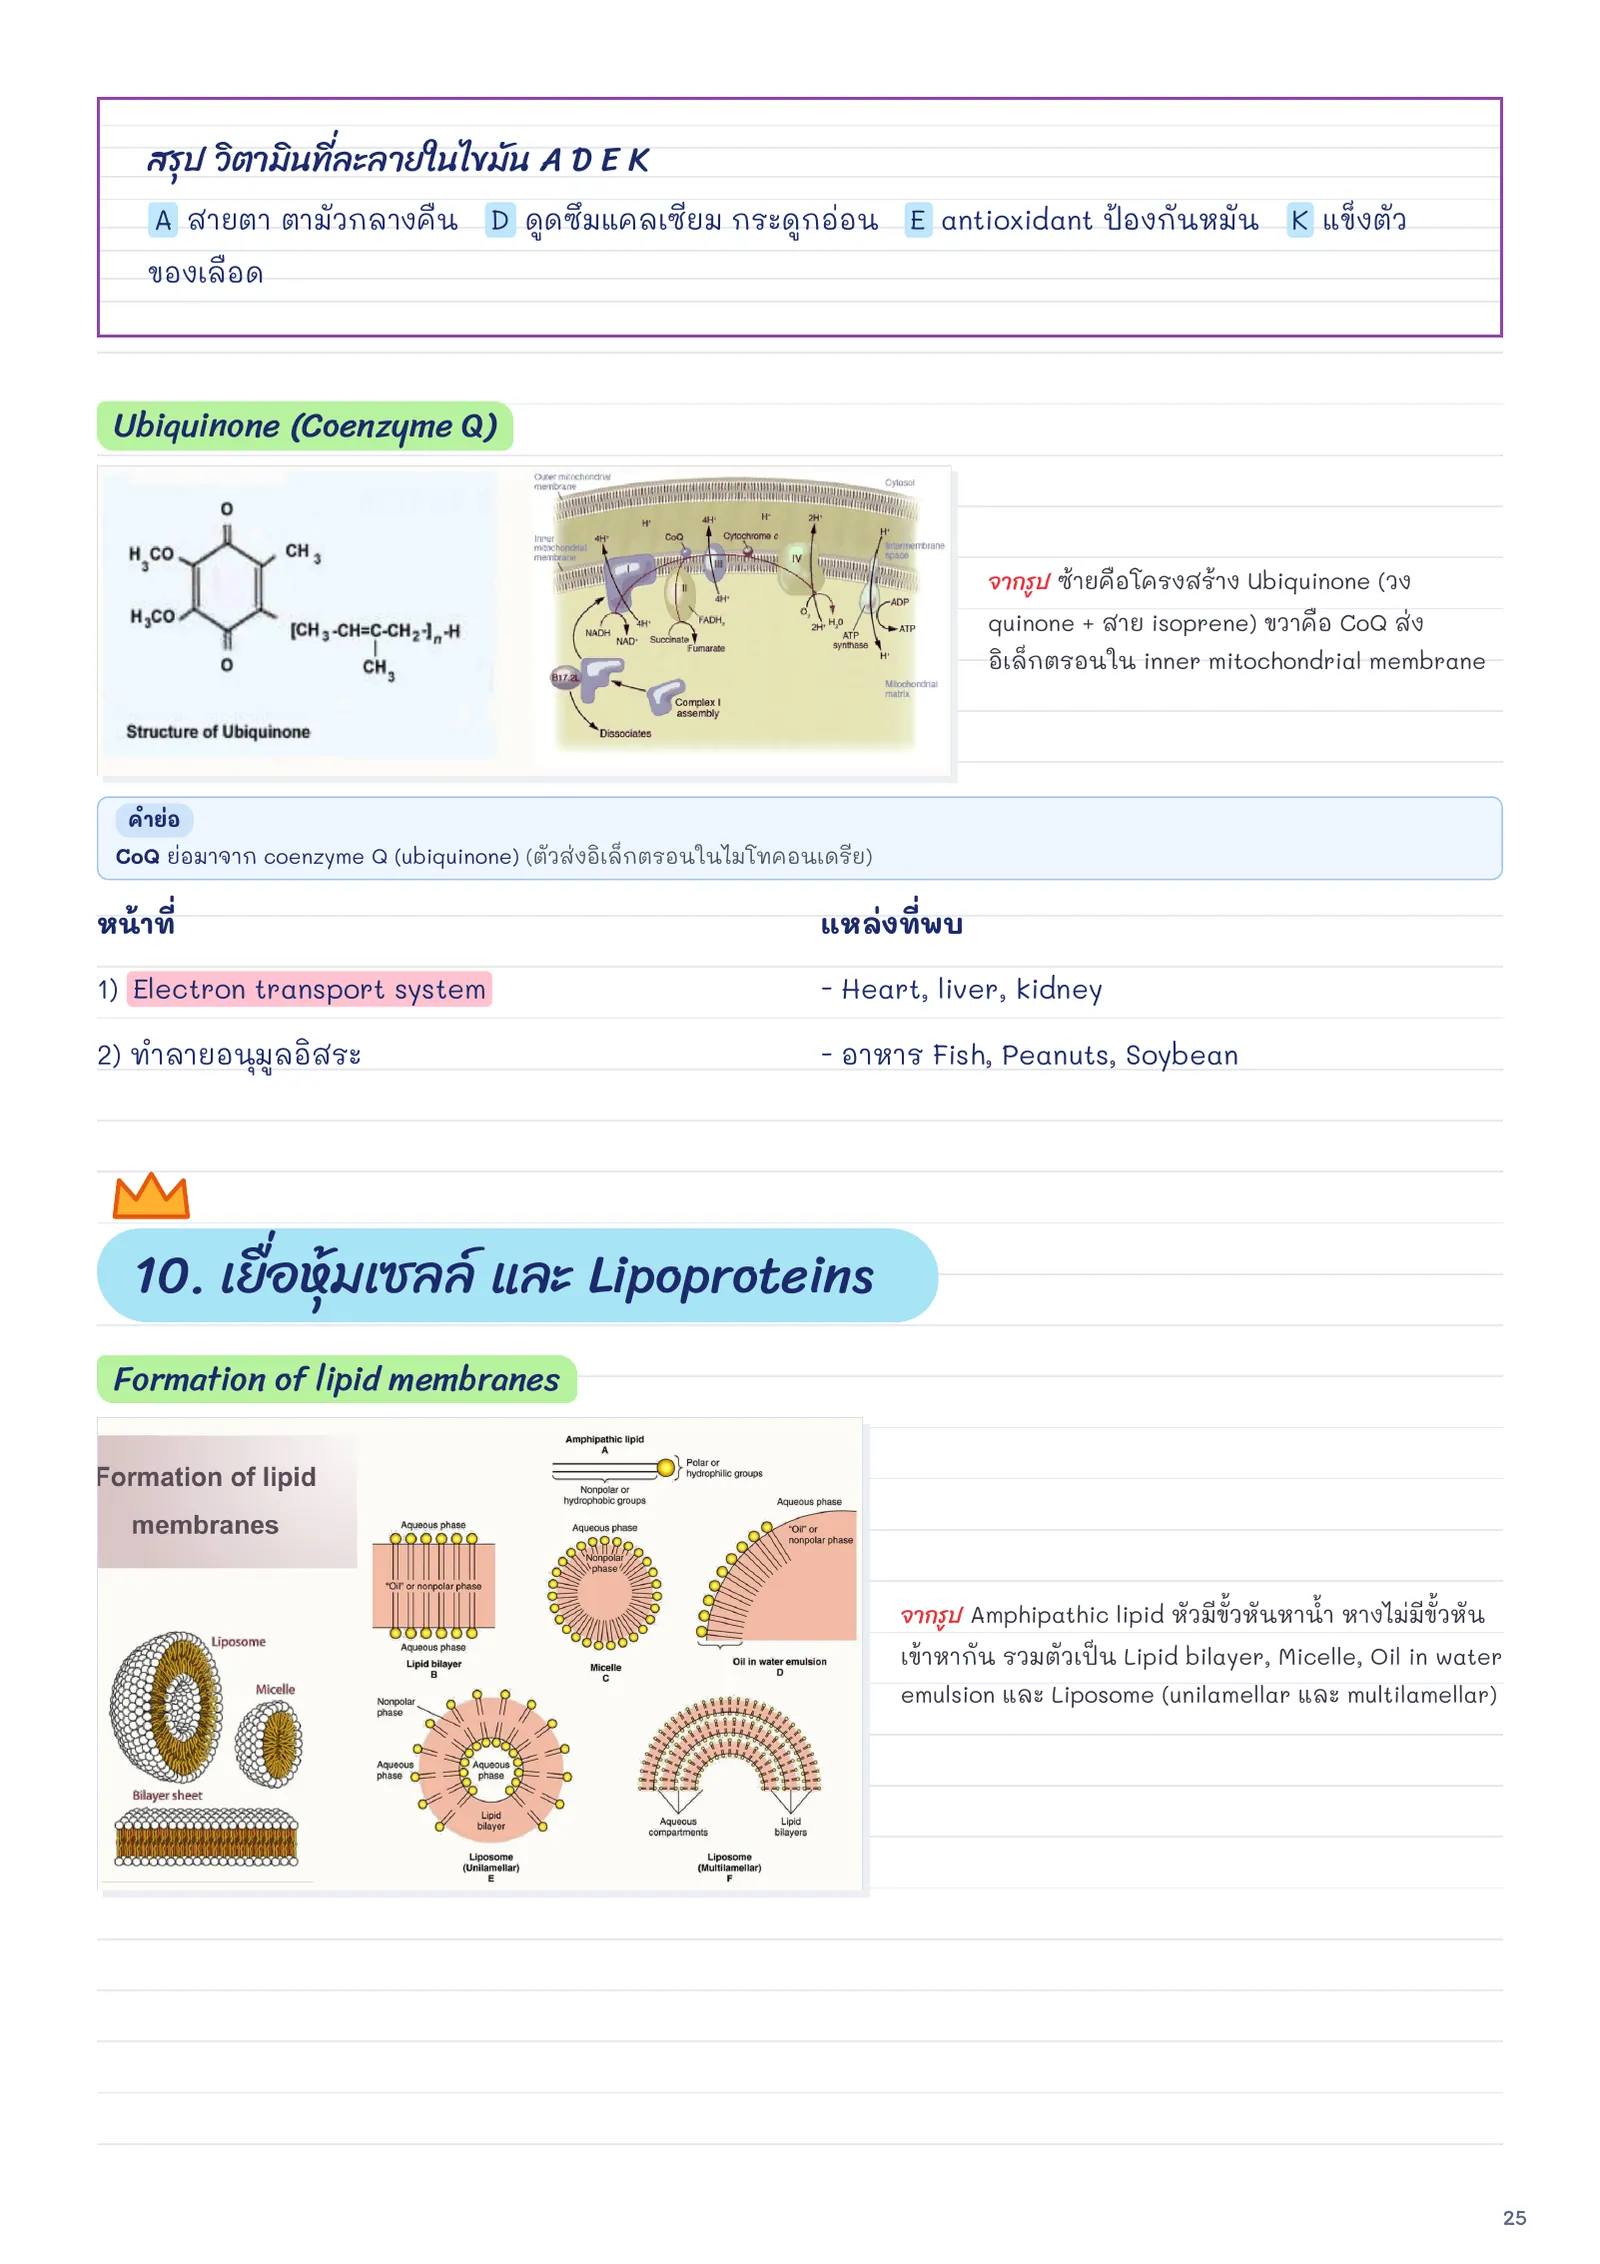 สรุป วิตามินที่ละลายในไขมัน A D E K
A สายตา ตามัวกลางคืน D ดูดซึมแคลเซียม กระดูกอ่อน E antioxidant ป้องกันหมัน K แข็งตัว
ของเลือด
Ubiquinone (Coenzyme Q)
O
H3CO
CH3
H3CO
[CH3-CH=C-CH2-]n-H
CH3
O
Structure of Ubiquinone
Outer mitochondrial
membrane
Cytosol
H+
4H+
H+
2H+
H+
Inner
mitochondrial
membrane
4H+
CoQ
Cytochrome c
Intermembrane
space
I
II
III
IV
4H+
4H+
NADH
NAD+
FADH2
Succinate
Fumarate
O2
2H+
H2O
ATP
synthase
ADP
ATP
H+
B17.2L
Complex I
assembly
Dissociates
Mitochondrial
matrix
จากรูป ซ้ายคือโครงสร้าง Ubiquinone (วง
quinone + สาย isoprene) ขวาคือ CoQ ส่ง
อิเล็กตรอนใน inner mitochondrial membrane
คำย่อ
CoQ ย่อมาจาก coenzyme Q (ubiquinone) (ตัวส่งอิเล็กตรอนในไมโทคอนเดรีย)
หน้าที่
1) Electron transport system
2) ทำลายอนุมูลอิสระ
แหล่งที่พบ
- Heart, liver, kidney
- อาหาร Fish, Peanuts, Soybean
10. เยื่อหุ้มเซลล์ และ Lipoproteins
Formation of lipid membranes
Formation of lipid
membranes
Amphipathic lipid
A
Polar or
hydrophilic groups
Nonpolar or
hydrophobic groups
Aqueous phase
"Oil" or nonpolar phase
Aqueous phase
Lipid bilayer
B
Aqueous phase
Nonpolar
phase
Micelle
C
Aqueous phase
"Oil" or
nonpolar phase
Oil in water emulsion
D
Liposome
Micelle
Bilayer sheet
Nonpolar
phase
Aqueous
phase
Aqueous
phase
Lipid
bilayer
Liposome
(Unilamellar)
E
Aqueous
compartments
Lipid
bilayers
Liposome
(Multilamellar)
F
จากรูป Amphipathic lipid หัวมีขั้วหันหาน้ำ หางไม่มีขั้วหัน
เข้าหากัน รวมตัวเป็น Lipid bilayer, Micelle, Oil in water
emulsion และ Liposome (unilamellar และ multilamellar)
25